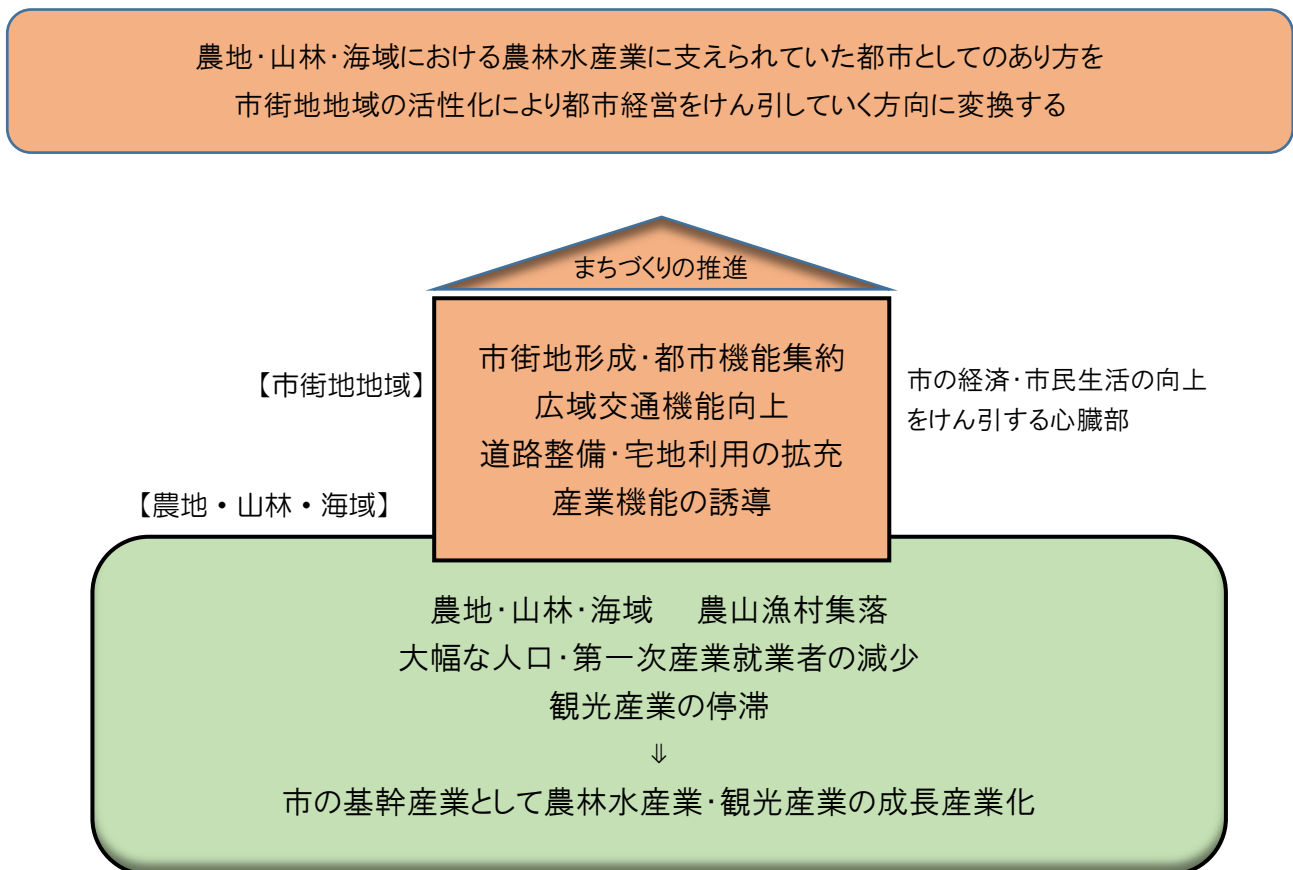 農地･山林･海域における農林水産業に支えられていた都市としてのあり方を
市街地地域の活性化により都市経営をけん引していく方向に変換する
まちづくりの推進
【市街地地域】
市街地形成･都市機能集約
広域交通機能向上
道路整備･宅地利用の拡充
産業機能の誘導
市の経済･市民生活の向上
をけん引する心臓部
【農地・山林・海域】
農地･山林･海域　農山漁村集落
大幅な人口･第一次産業就業者の減少
観光産業の停滞
⇓
市の基幹産業として農林水産業･観光産業の成長産業化